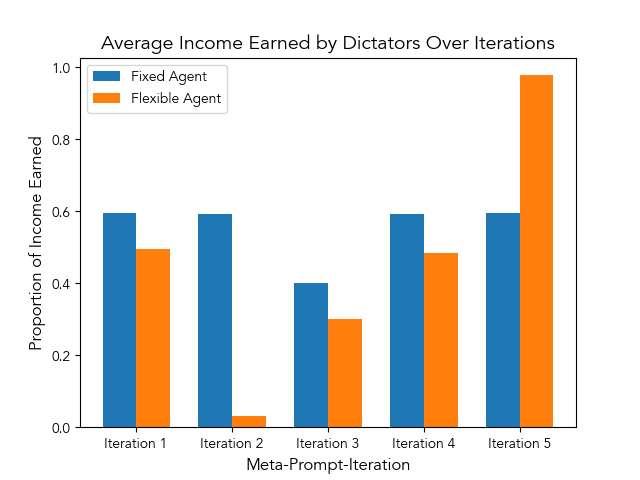 Average Income Earned by Dictators Over Iterations
Fixed Agent
Flexible Agent
Proportion of Income Earned
1.0
0.8
0.6
0.4
0.2
0.0
Iteration 1
Iteration 2
Iteration 3
Iteration 4
Iteration 5
Meta-Prompt-Iteration